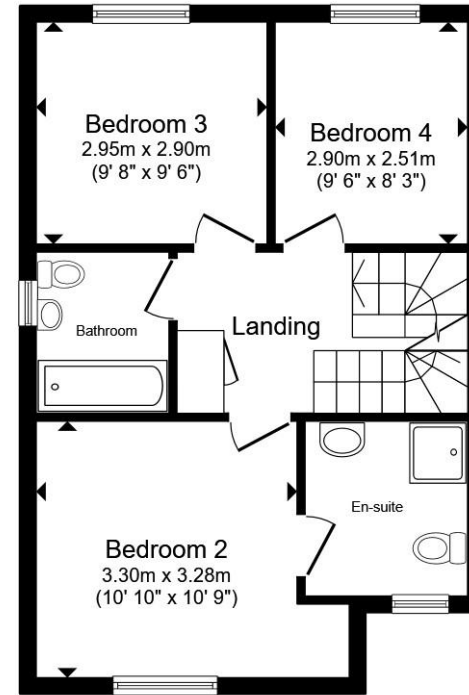 Bedroom 3
2.95m x 2.90m
(9' 8" x 9' 6")
Bedroom 4
2.90m x 2.51m
(9' 6" x 8' 3")
Bathroom
Landing
En-suite
Bedroom 2
3.30m x 3.28m
(10' 10" x 10' 9")